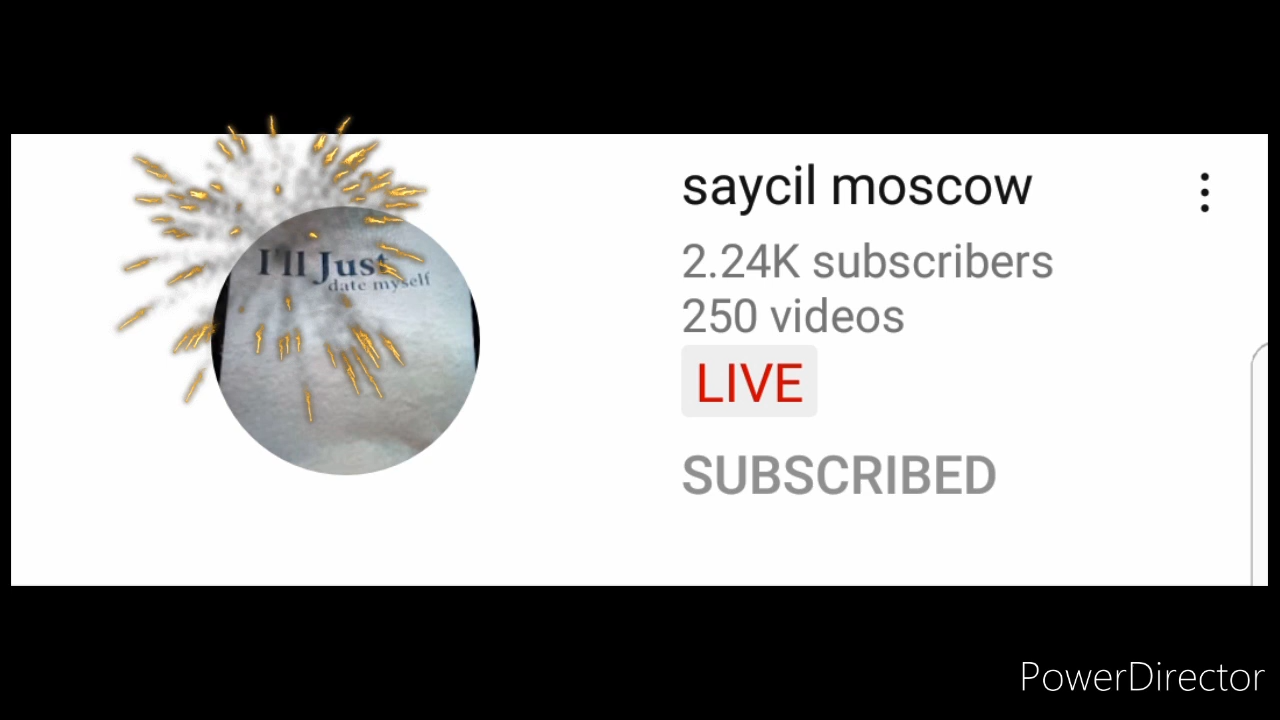 I'll Just
date myself
saycil moscow
2.24K subscribers
250 videos
LIVE
SUBSCRIBED
PowerDirector